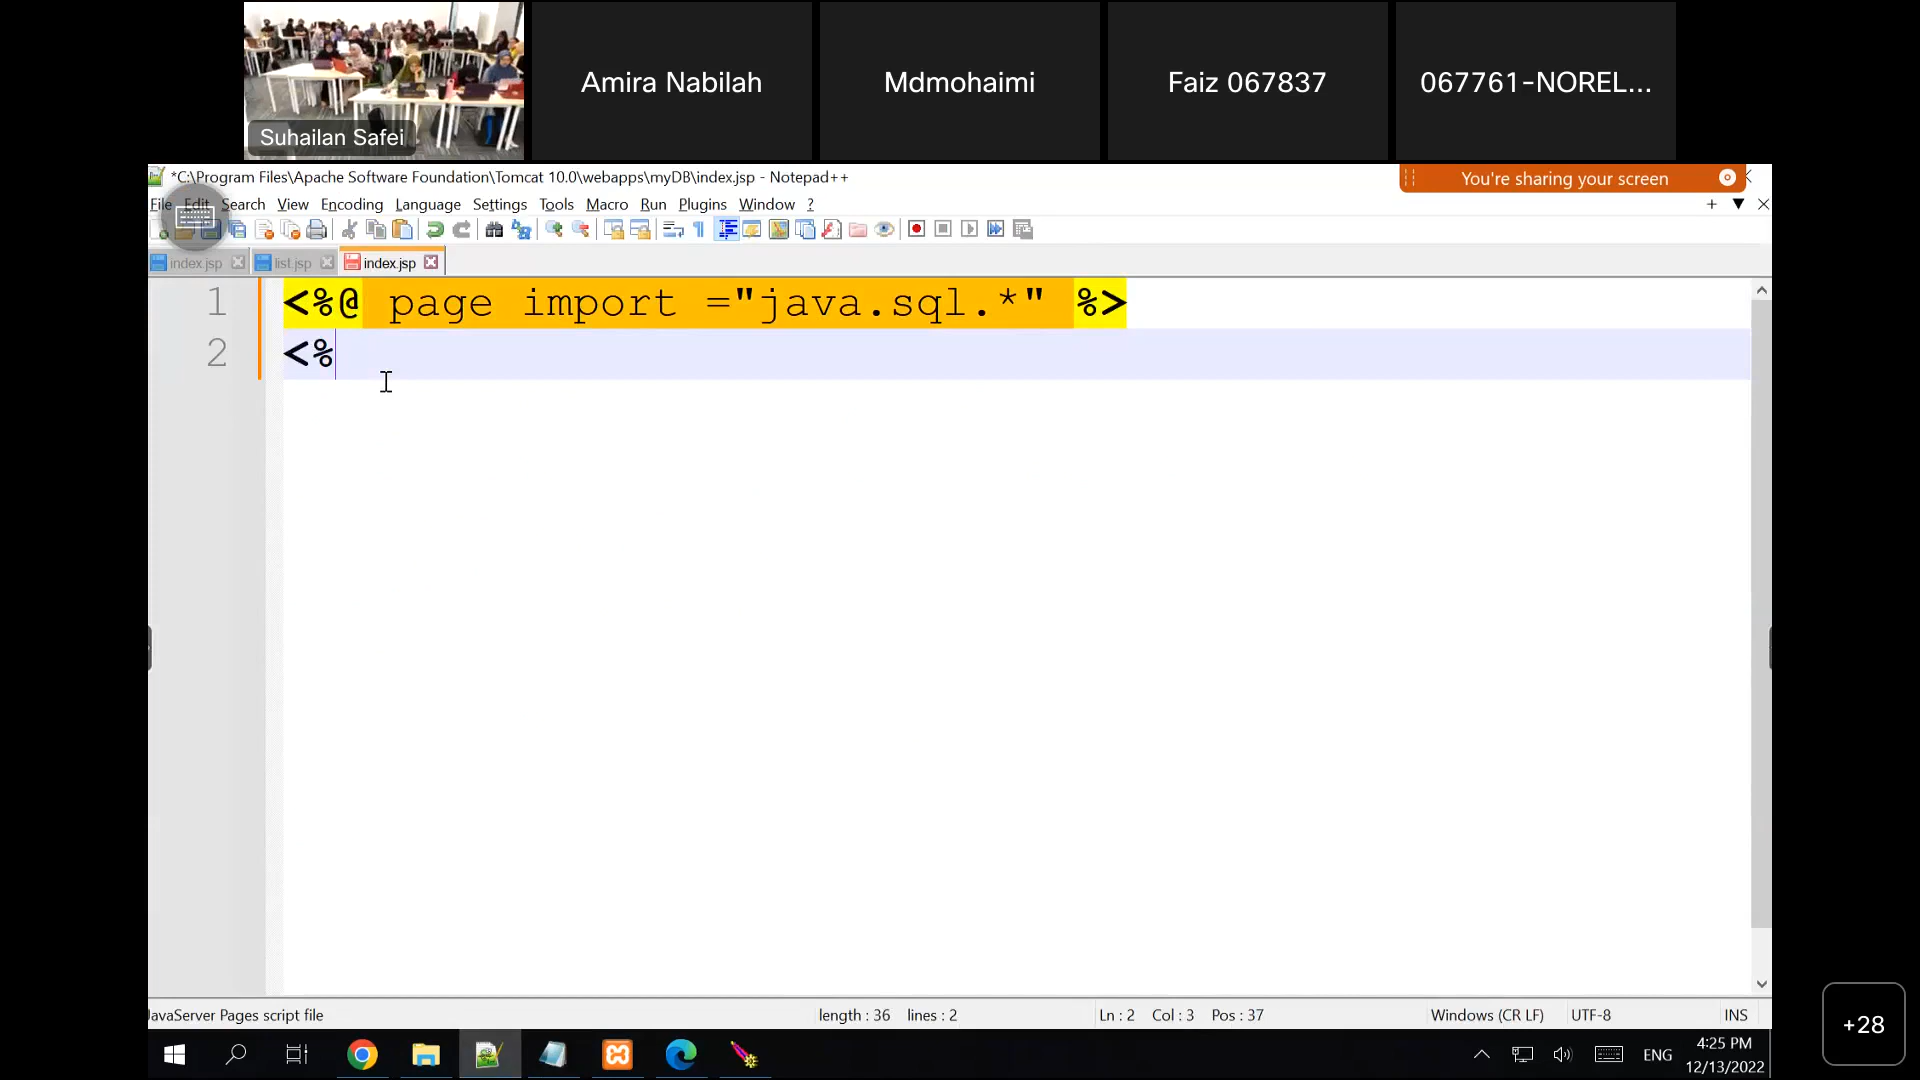 Suhailan Safei
Amira Nabilah
Mdmohaimi
Faiz 067837
067761-NOREL...
*C:\Program Files\Apache Software Foundation\Tomcat 10.0\webapps\myDB\index.jsp - Notepad++
You're sharing your screen
File Edit Search View Encoding Language Settings Tools Macro Run Plugins Window ?
index.jsp list.jsp index.jsp
1 <%@ page import ="java.sql.*" %>
2 <%
JavaServer Pages script file length : 36 lines : 2 Ln : 2 Col : 3 Pos : 37 Windows (CR LF) UTF-8 INS
+28
ENG
4:25 PM
12/13/2022